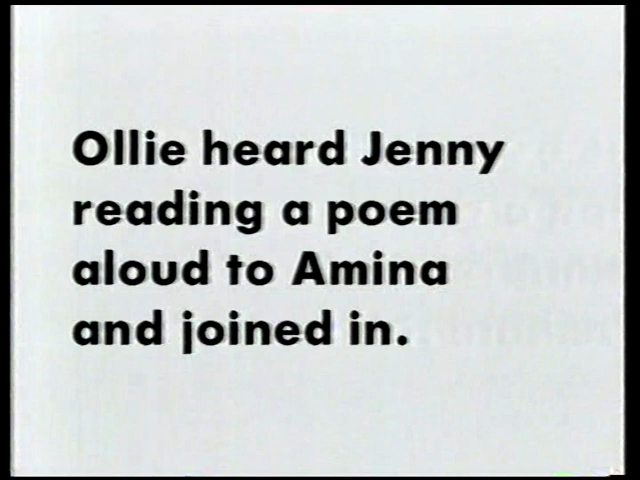 Ollie heard Jenny
reading a poem
aloud to Amina
and joined in.